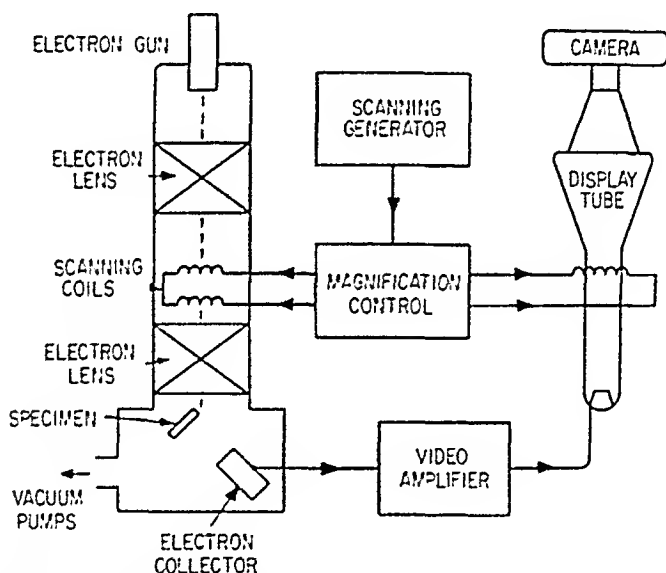 ELECTRON GUN
CAMERA
SCANNING
GENERATOR
ELECTRON
LENS
DISPLAY
TUBE
SCANNING
COILS
MAGNIFICATION
CONTROL
ELECTRON
LENS
SPECIMEN
VIDEO
AMPLIFIER
VACUUM
PUMPS
ELECTRON
COLLECTOR